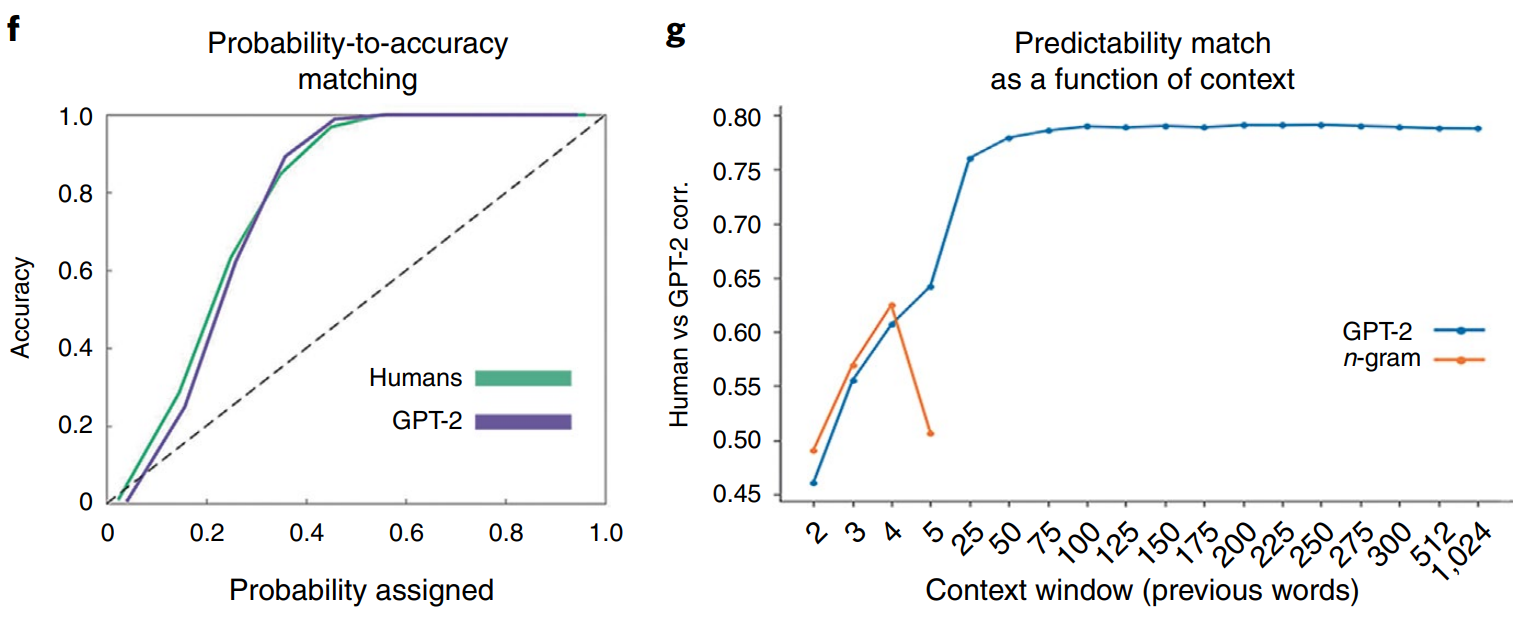 f
Probability-to-accuracy
matching
1.0
0.8
0.6
0.4
0.2
0
Accuracy
Humans
GPT-2
0
0.2
0.4
0.6
0.8
1.0
Probability assigned
g
Predictability match
as a function of context
0.80
0.75
0.70
0.65
0.60
0.55
0.50
0.45
Human vs GPT-2 corr.
GPT-2
n-gram
2
3
4
5
25
50
75
100
125
150
175
200
225
250
275
300
512
1,024
Context window (previous words)